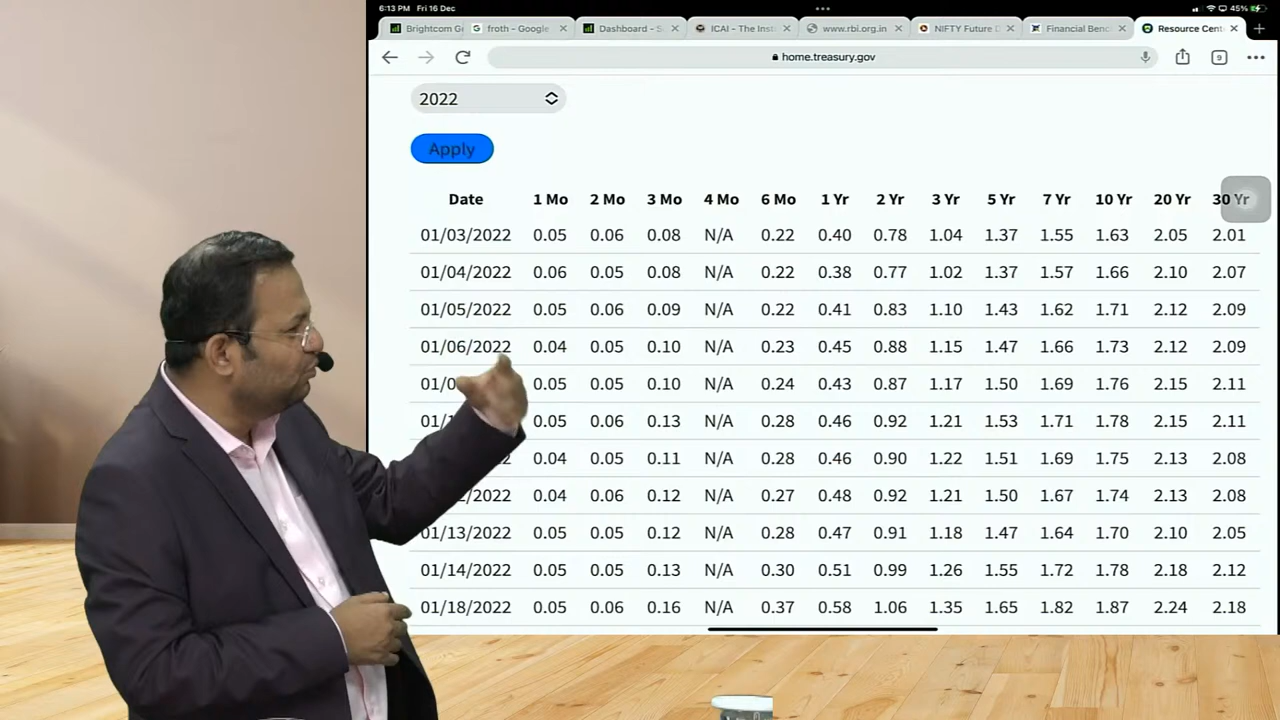 6:13 PM Fri 16 Dec
45%
Brightcom G
froth - Google
Dashboard - S
ICAI - The Inst
www.rbi.org.in
NIFTY Future D
Financial Benc
Resource Cent
home.treasury.gov
9
2022
Apply
Date 1 Mo 2 Mo 3 Mo 4 Mo 6 Mo 1 Yr 2 Yr 3 Yr 5 Yr 7 Yr 10 Yr 20 Yr 30 Yr
01/03/2022 0.05 0.06 0.08 N/A 0.22 0.40 0.78 1.04 1.37 1.55 1.63 2.05 2.01
01/04/2022 0.06 0.05 0.08 N/A 0.22 0.38 0.77 1.02 1.37 1.57 1.66 2.10 2.07
01/05/2022 0.05 0.06 0.09 N/A 0.22 0.41 0.83 1.10 1.43 1.62 1.71 2.12 2.09
01/06/2022 0.04 0.05 0.10 N/A 0.23 0.45 0.88 1.15 1.47 1.66 1.73 2.12 2.09
01/0 0.05 0.05 0.10 N/A 0.24 0.43 0.87 1.17 1.50 1.69 1.76 2.15 2.11
01/1 0.05 0.06 0.13 N/A 0.28 0.46 0.92 1.21 1.53 1.71 1.78 2.15 2.11
0.04 0.05 0.11 N/A 0.28 0.46 0.90 1.22 1.51 1.69 1.75 2.13 2.08
2/2022 0.04 0.06 0.12 N/A 0.27 0.48 0.92 1.21 1.50 1.67 1.74 2.13 2.08
01/13/2022 0.05 0.05 0.12 N/A 0.28 0.47 0.91 1.18 1.47 1.64 1.70 2.10 2.05
01/14/2022 0.05 0.05 0.13 N/A 0.30 0.51 0.99 1.26 1.55 1.72 1.78 2.18 2.12
01/18/2022 0.05 0.06 0.16 N/A 0.37 0.58 1.06 1.35 1.65 1.82 1.87 2.24 2.18